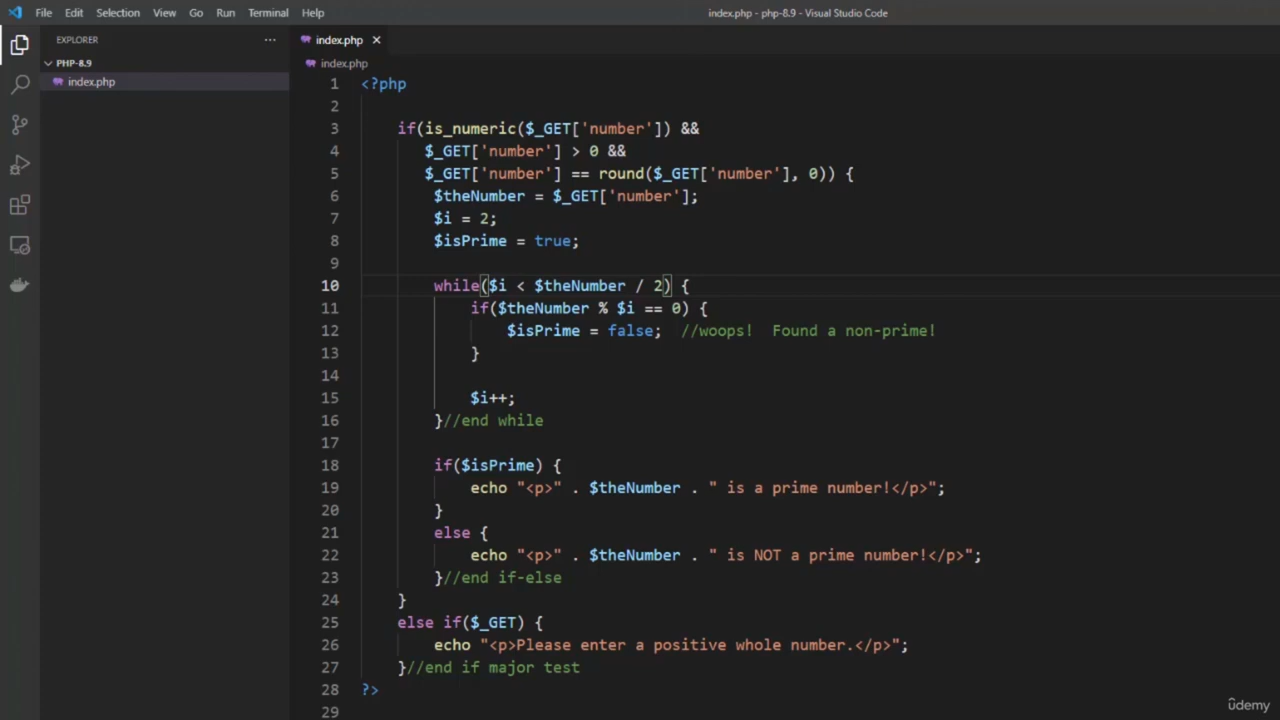 File Edit Selection View Go Run Terminal Help index.php - php-8.9 - Visual Studio Code
EXPLORER ··· index.php ×
PHP-8.9 index.php
index.php
1 <?php
2
3 if(is_numeric($_GET['number']) &&
4 $_GET['number'] > 0 &&
5 $_GET['number'] == round($_GET['number'], 0)) {
6 $theNumber = $_GET['number'];
7 $i = 2;
8 $isPrime = true;
9
10 while($i < $theNumber / 2) {
11 if($theNumber % $i == 0) {
12 $isPrime = false; //woops! Found a non-prime!
13 }
14
15 $i++;
16 }//end while
17
18 if($isPrime) {
19 echo "<p>" . $theNumber . " is a prime number!</p>";
20 }
21 else {
22 echo "<p>" . $theNumber . " is NOT a prime number!</p>";
23 }//end if-else
24 }
25 else if($_GET) {
26 echo "<p>Please enter a positive whole number.</p>";
27 }//end if major test
28 ?>
29
ûdemy